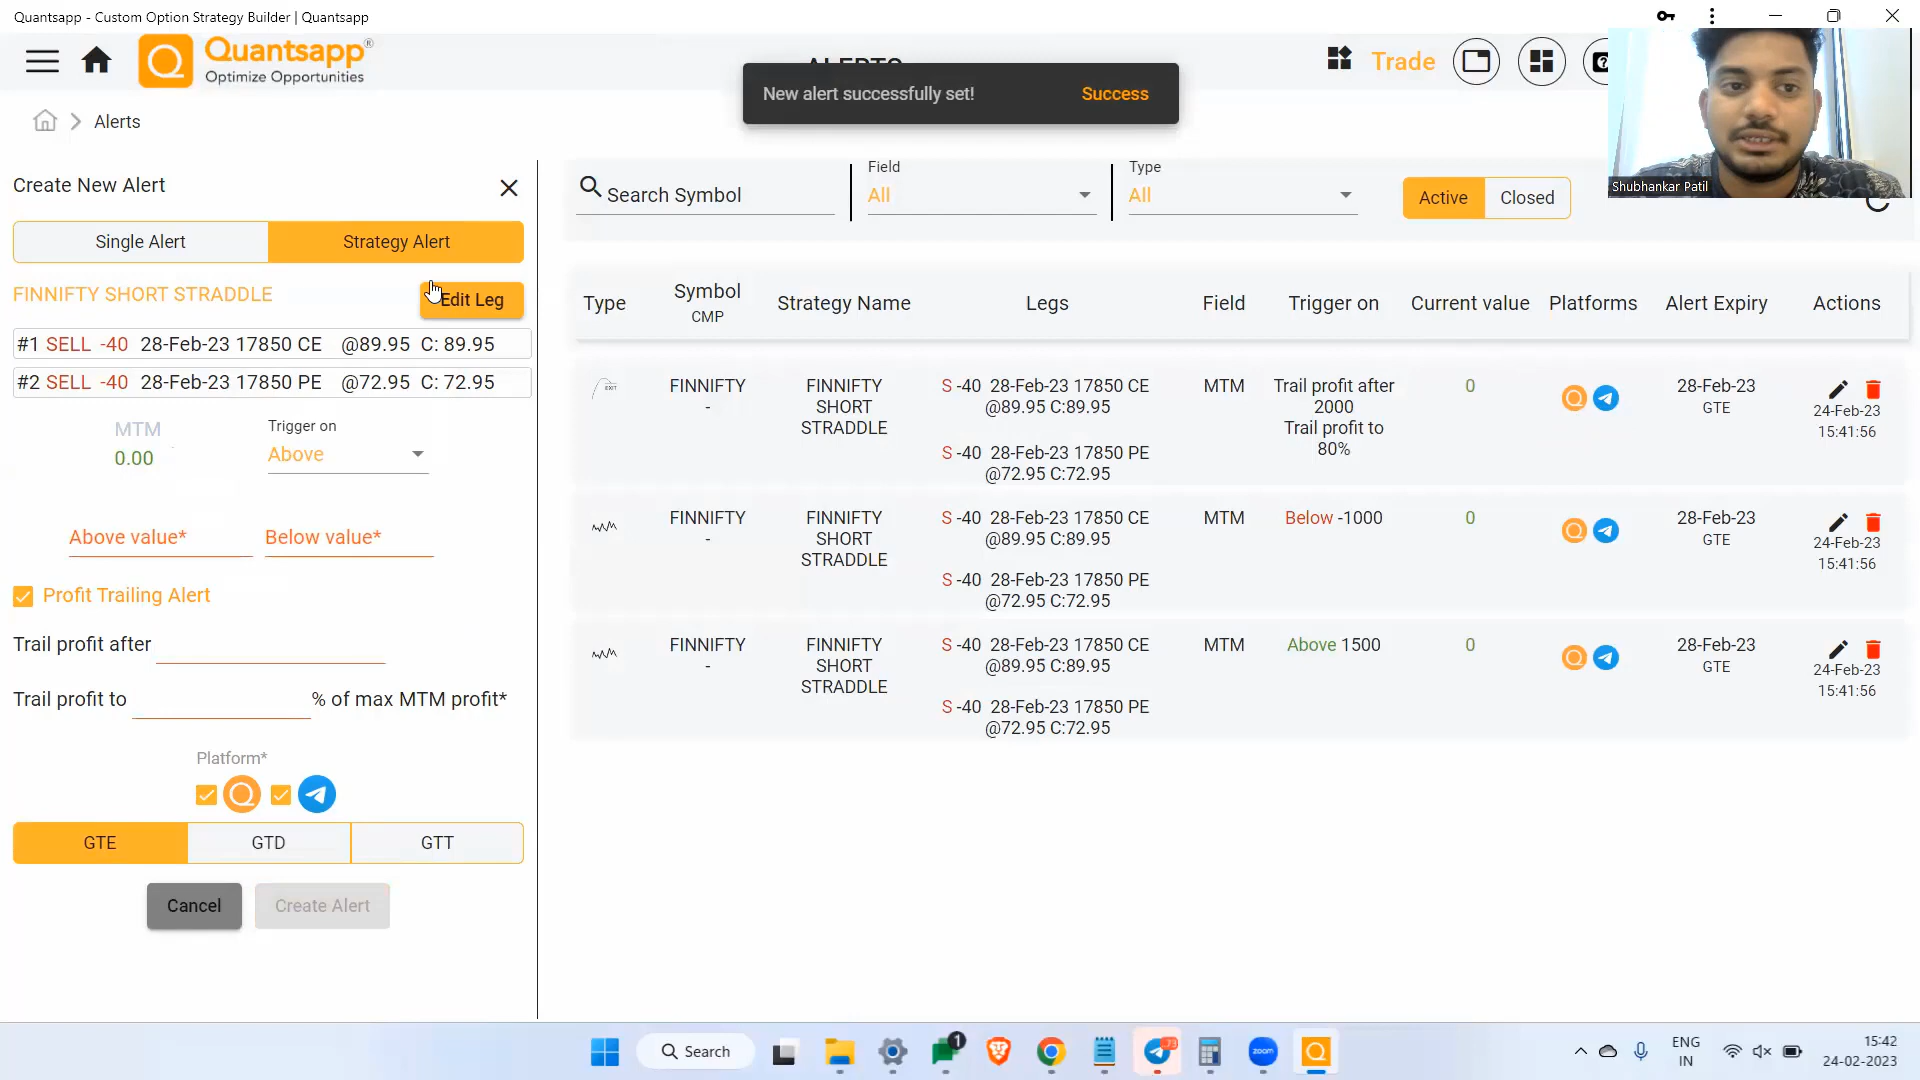 Quantsapp - Custom Option Strategy Builder | Quantsapp
Quantsapp®
Optimize Opportunities
ALERTS
Trade
New alert successfully set! Success
Alerts
Shubhankar Patil
Create New Alert
Single Alert Strategy Alert
FINNIFTY SHORT STRADDLE
Edit Leg
#1 SELL -40 28-Feb-23 17850 CE @89.95 C: 89.95
#2 SELL -40 28-Feb-23 17850 PE @72.95 C: 72.95
MTM
0.00
Trigger on
Above
Above value* Below value*
Profit Trailing Alert
Trail profit after
Trail profit to % of max MTM profit*
Platform*
GTE GTD GTT
Cancel Create Alert
Search Symbol
Field
All
Type
All
Active Closed
Type Symbol Strategy Name Legs Field Trigger on Current value Platforms Alert Expiry Actions
CMP
FINNIFTY
-
FINNIFTY
SHORT
STRADDLE
S -40 28-Feb-23 17850 CE
@89.95 C:89.95
S -40 28-Feb-23 17850 PE
@72.95 C:72.95
MTM
Trail profit after
2000
Trail profit to
80%
0
28-Feb-23
GTE
24-Feb-23
15:41:56
EXIT
FINNIFTY
-
FINNIFTY
SHORT
STRADDLE
S -40 28-Feb-23 17850 CE
@89.95 C:89.95
S -40 28-Feb-23 17850 PE
@72.95 C:72.95
MTM
Below -1000
0
28-Feb-23
GTE
24-Feb-23
15:41:56
FINNIFTY
-
FINNIFTY
SHORT
STRADDLE
S -40 28-Feb-23 17850 CE
@89.95 C:89.95
S -40 28-Feb-23 17850 PE
@72.95 C:72.95
MTM
Above 1500
0
28-Feb-23
GTE
24-Feb-23
15:41:56
Search
1
zoom
ENG
IN
15:42
24-02-2023